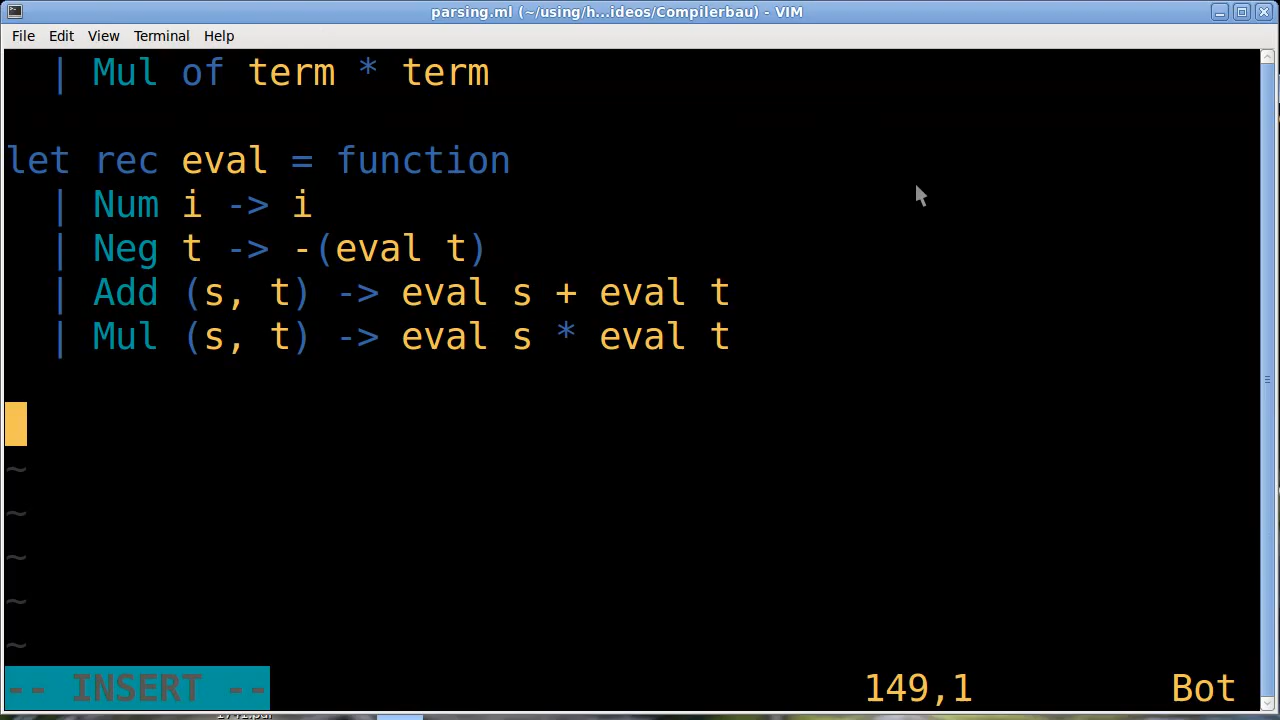 parsing.ml (~/using/h...ideos/Compilerbau) - VIM
File Edit View Terminal Help
| Mul of term * term
let rec eval = function
| Num i -> i
| Neg t -> -(eval t)
| Add (s, t) -> eval s + eval t
| Mul (s, t) -> eval s * eval t
~
~
~
~
~
-- INSERT -- 149,1 Bot